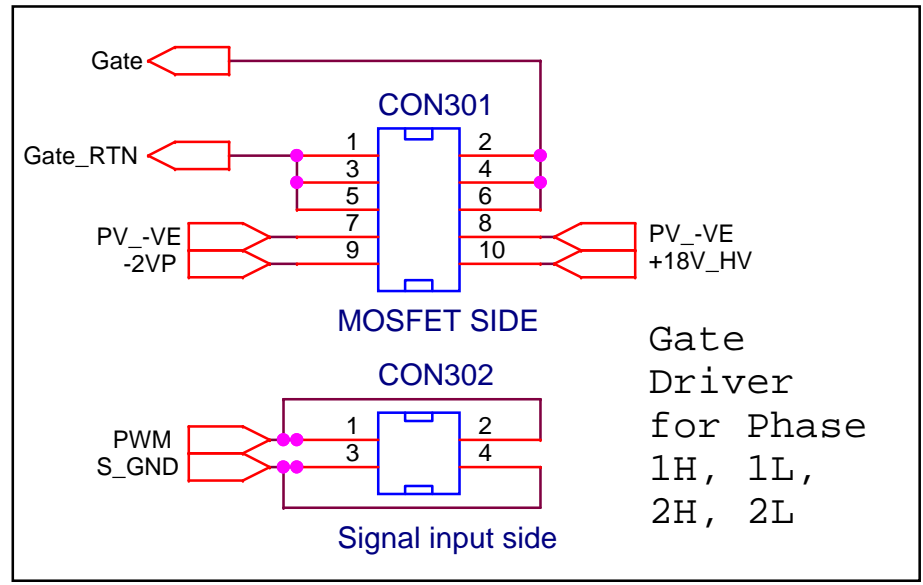 Gate
CON301
Gate_RTN
1 2
3 4
5 6
PV_-VE 7 8 PV_-VE
-2VP 9 10 +18V_HV
MOSFET SIDE
CON302
PWM 1 2
S_GND 3 4
Signal input side
Gate
Driver
for Phase
1H, 1L,
2H, 2L